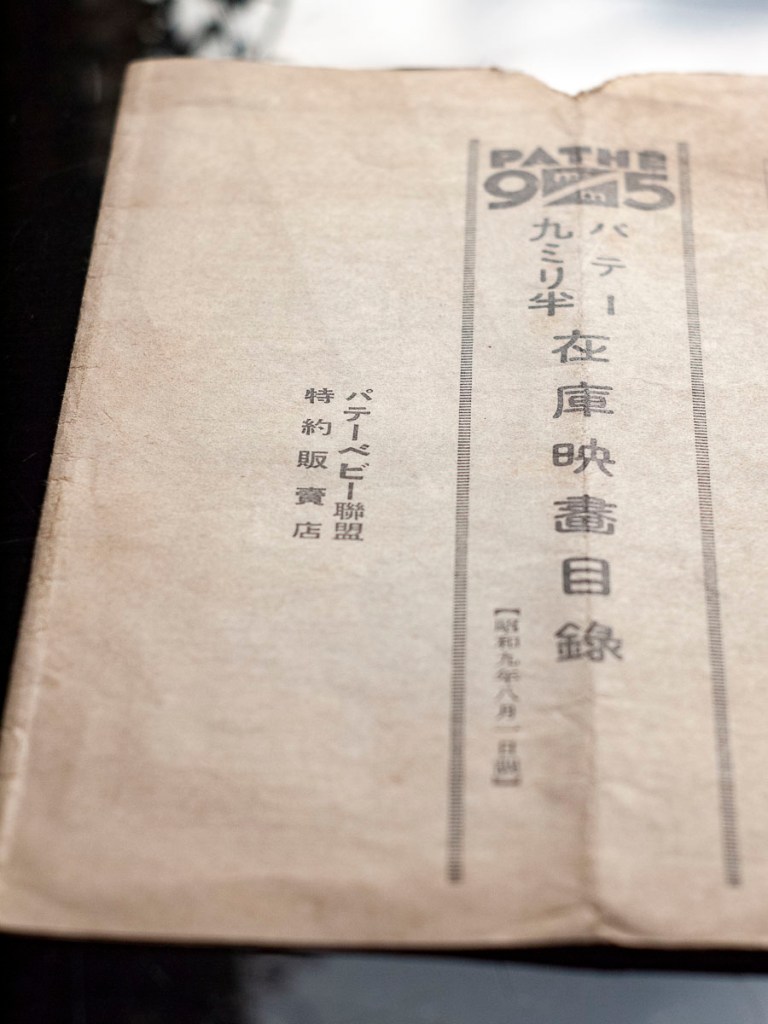 PATHE
9 m/m 5
パテー
九ミリ半
在庫映畫目錄
【昭和九年八月一日調】
パテーベビー聯盟
特約販賣店